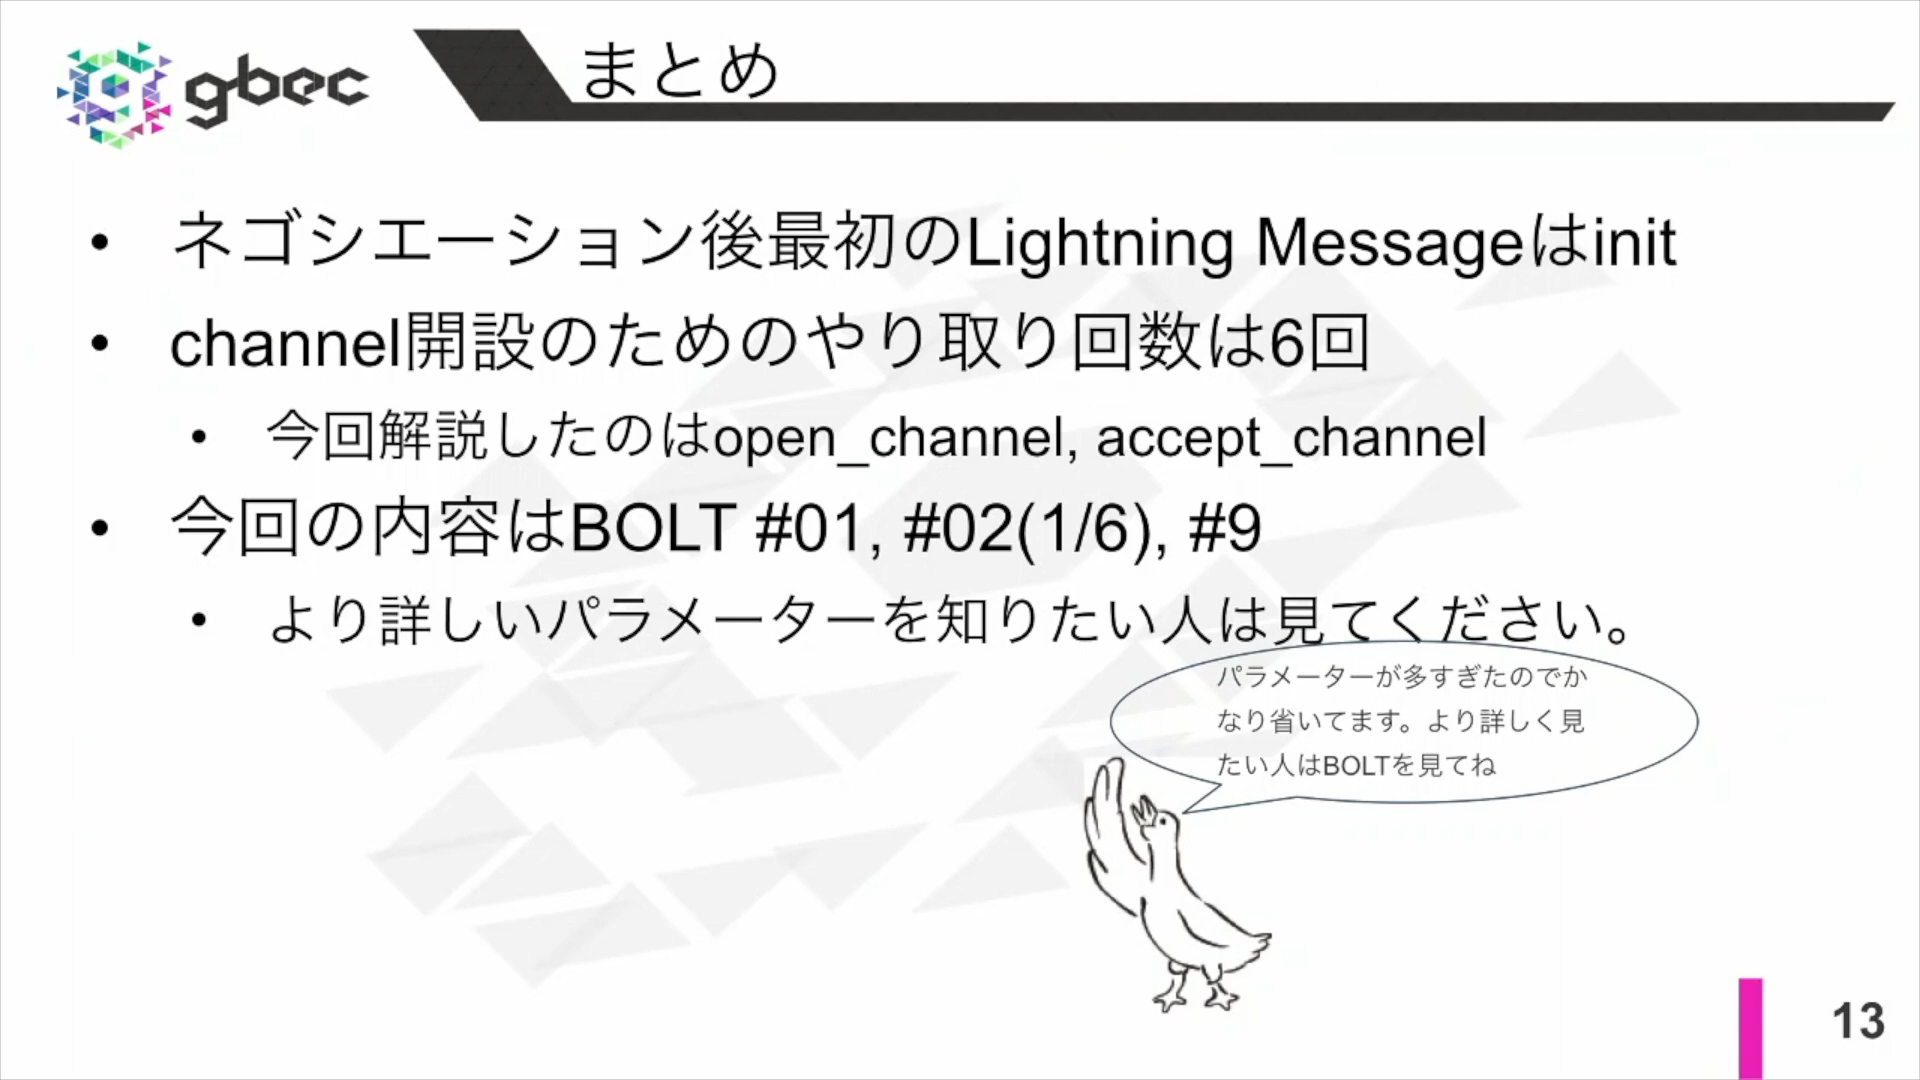 gbec
まとめ
• ネゴシエーション後最初のLightning Messageはinit
• channel開設のためのやり取り回数は6回
• 今回解説したのはopen_channel, accept_channel
• 今回の内容はBOLT #01, #02(1/6), #9
• より詳しいパラメーターを知りたい人は見てください。
パラメーターが多すぎたのでか
なり省いてます。より詳しく見
たい人はBOLTを見てね
13